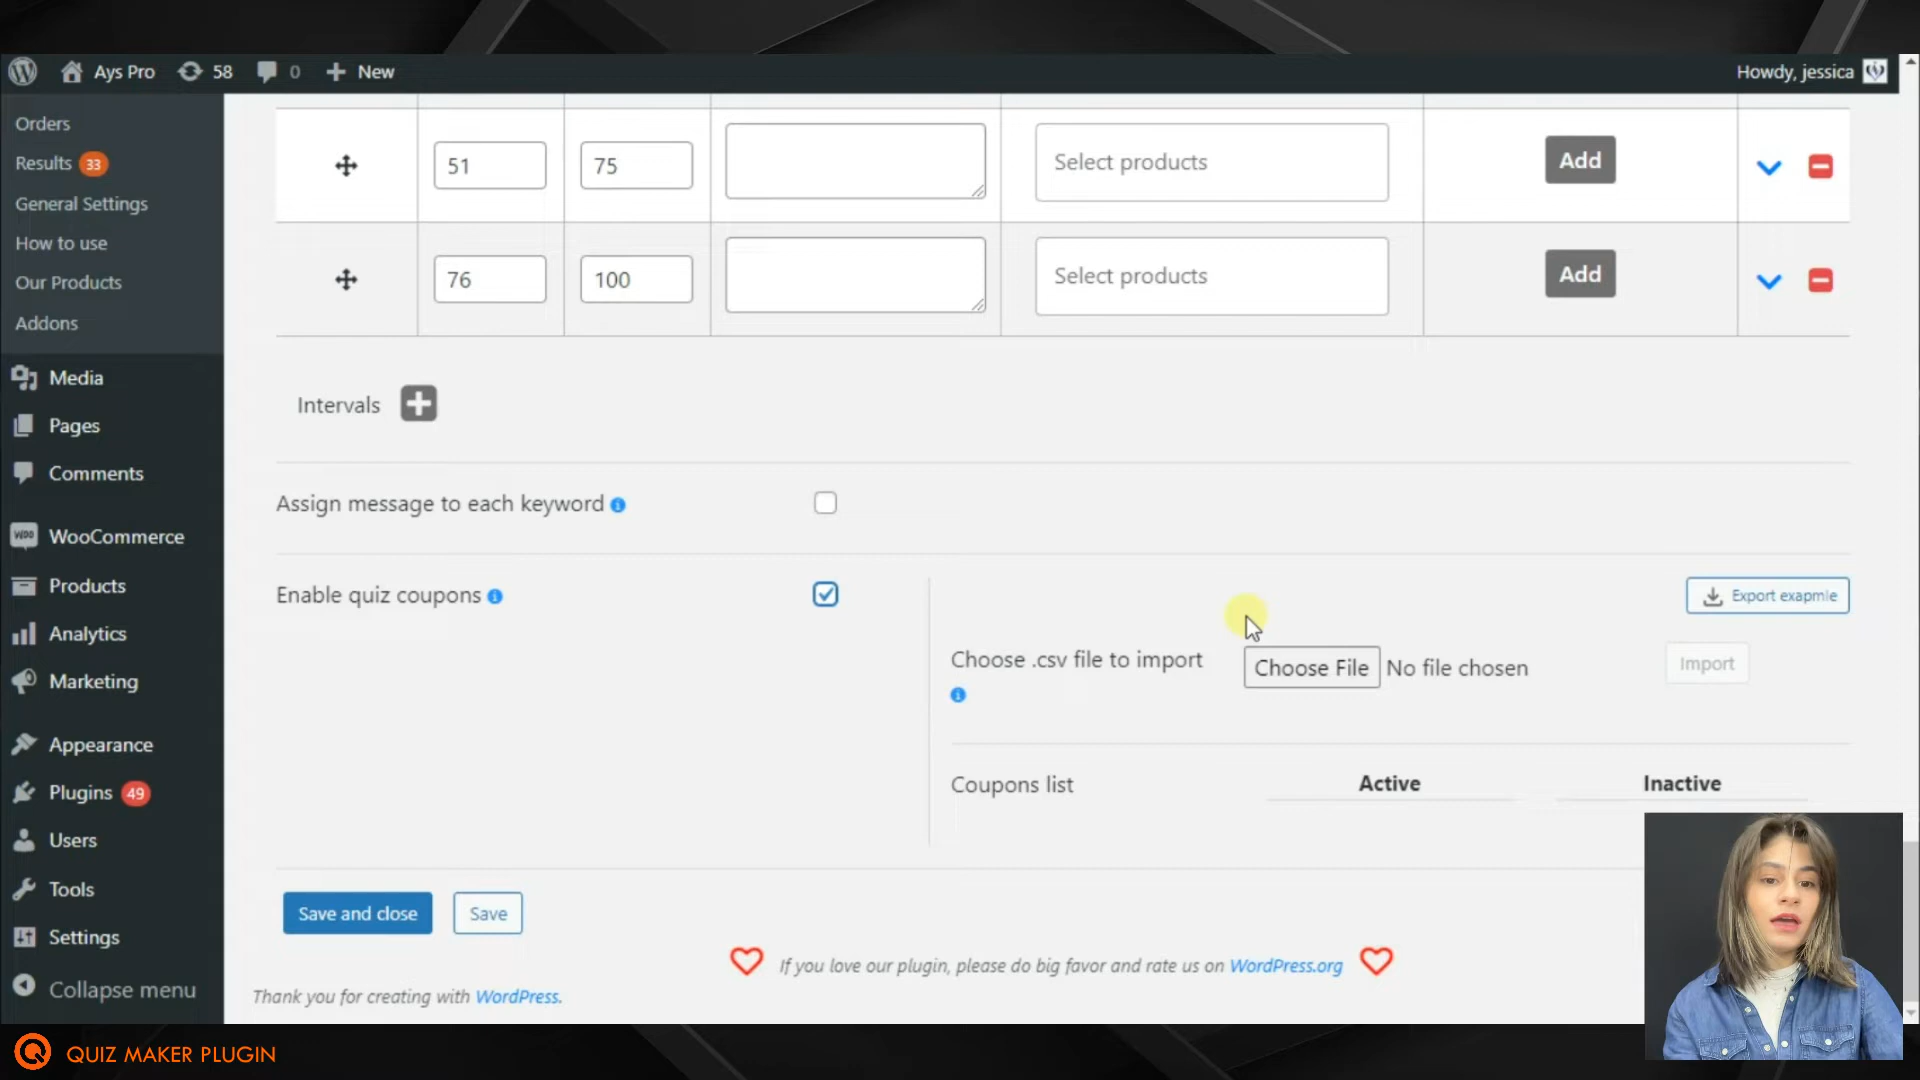 Ays Pro 58 0 New Howdy, jessica
Orders
Results 33
General Settings
How to use
Our Products
Addons
Media
Pages
Comments
WooCommerce
Products
Analytics
Marketing
Appearance
Plugins 49
Users
Tools
Settings
Collapse menu
51 75 Select products Add
76 100 Select products Add
Intervals
Assign message to each keyword
Enable quiz coupons
Export exapmle
Choose .csv file to import Choose File No file chosen Import
Coupons list Active Inactive
Save and close Save
If you love our plugin, please do big favor and rate us on WordPress.org
Thank you for creating with WordPress.
QUIZ MAKER PLUGIN